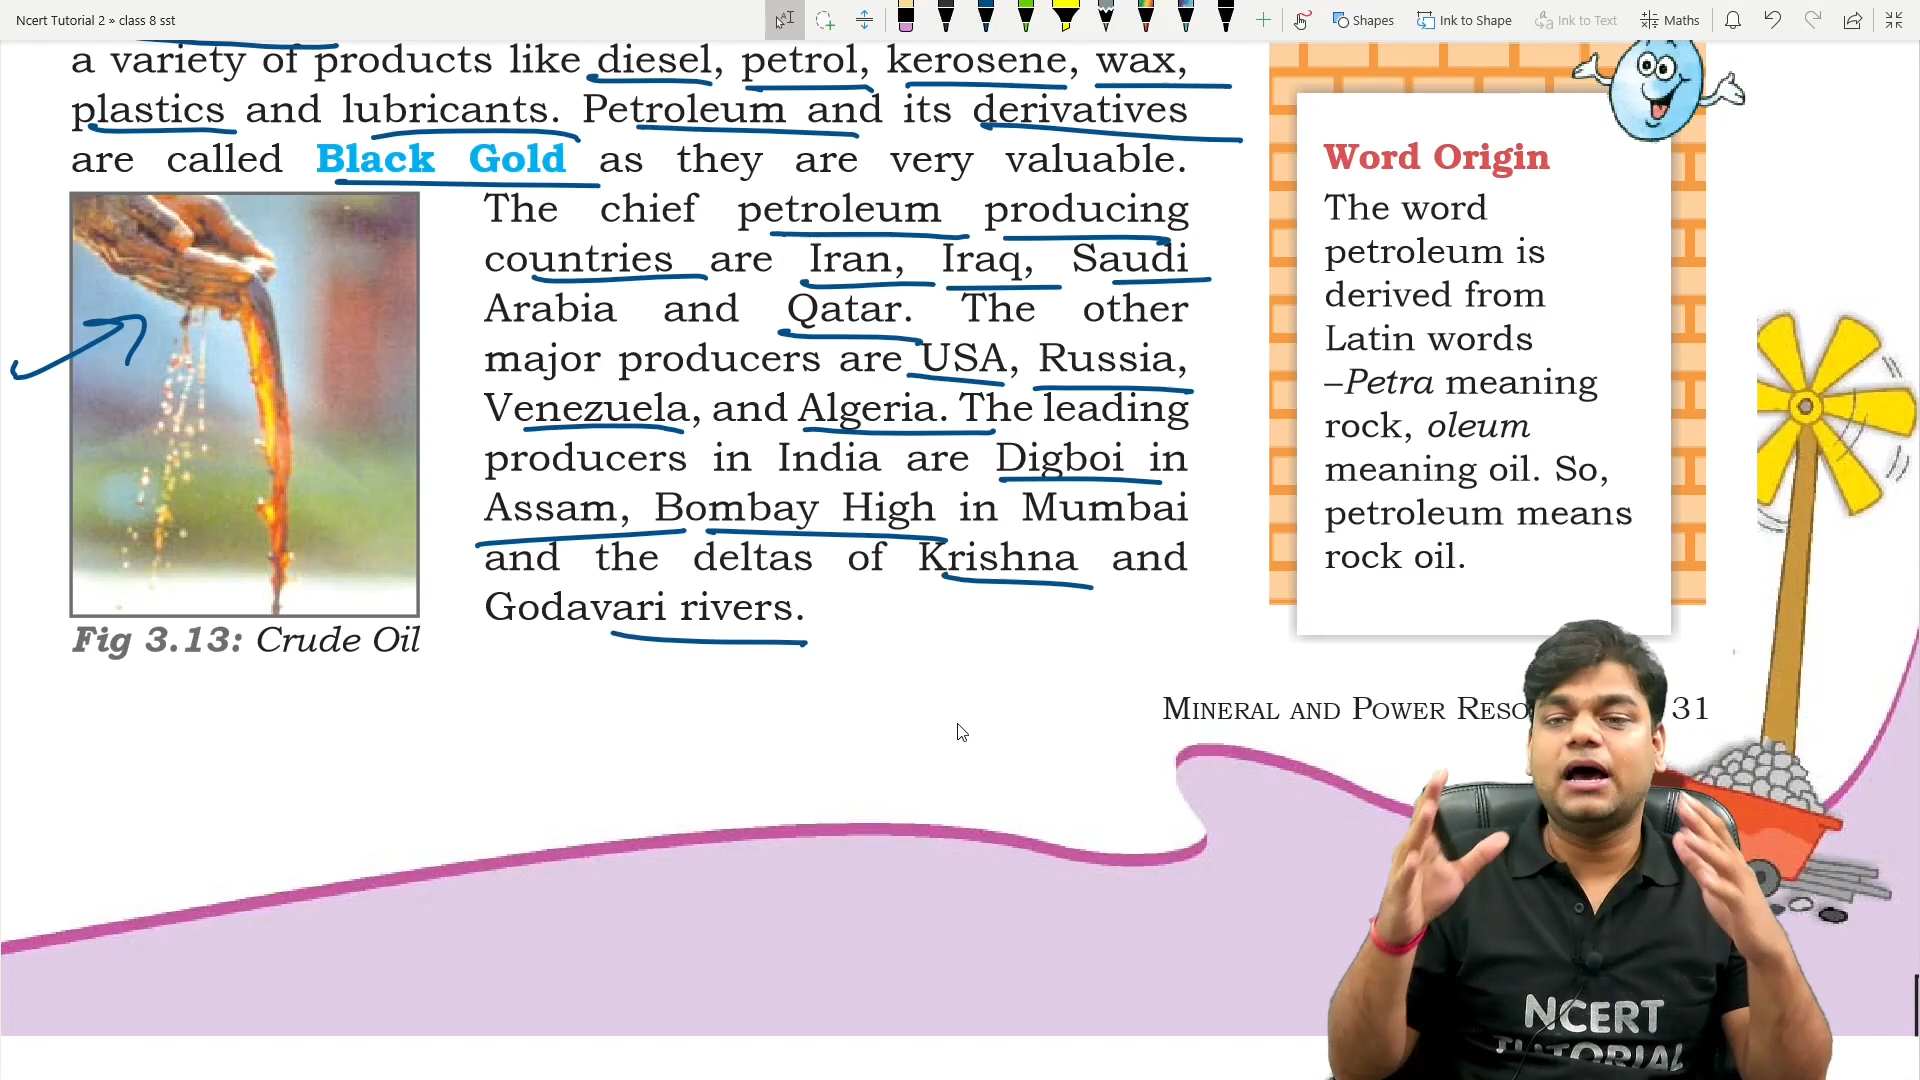 Ncert Tutorial 2 » class 8 sst
Shapes
Ink to Shape
Ink to Text
Maths
a variety of products like diesel, petrol, kerosene, wax,
plastics and lubricants. Petroleum and its derivatives
are called Black Gold as they are very valuable.
The chief petroleum producing
countries are Iran, Iraq, Saudi
Arabia and Qatar. The other
major producers are USA, Russia,
Venezuela, and Algeria. The leading
producers in India are Digboi in
Assam, Bombay High in Mumbai
and the deltas of Krishna and
Godavari rivers.
Fig 3.13: Crude Oil
Word Origin
The word
petroleum is
derived from
Latin words
–Petra meaning
rock, oleum
meaning oil. So,
petroleum means
rock oil.
MINERAL AND POWER RESO
31
NCERT
TUTORIAL